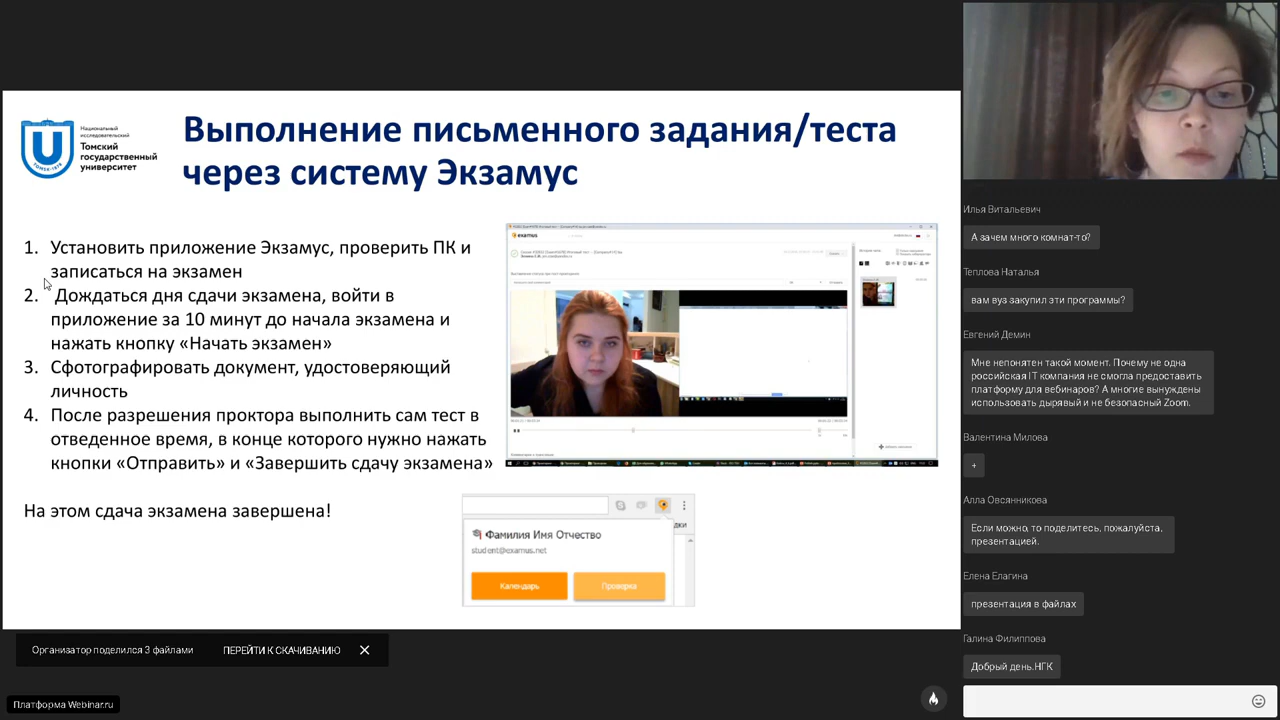 Национальный
исследовательский
Томский
государственный
университет
Выполнение письменного задания/теста
через систему Экзамус
1. Установить приложение Экзамус, проверить ПК и
записаться на экзамен
2. Дождаться дня сдачи экзамена, войти в
приложение за 10 минут до начала экзамена и
нажать кнопку «Начать экзамен»
3. Сфотографировать документ, удостоверяющий
личность
4. После разрешения проктора выполнить сам тест в
отведенное время, в конце которого нужно нажать
кнопки «Отправить» и «Завершить сдачу экзамена»
На этом сдача экзамена завершена!
examus
Фамилия Имя Отчество
student@examus.net
Календарь
Проверка
дки
Организатор поделился 3 файлами
ПЕРЕЙТИ К СКАЧИВАНИЮ
Платформа Webinar.ru
Илья Витальевич
А зачем много комнат-то?
Теплова Наталья
вам вуз закупил эти программы?
Евгений Демин
Мне непонятен такой момент. Почему не одна
российская IT компания не смогла предоставить
платформу для вебинаров? А многие вынуждены
использовать дырявый и не безопасный Zoom.
Валентина Милова
+
Алла Овсянникова
Если можно, то поделитесь, пожалуйста,
презентацией.
Елена Елагина
презентация в файлах
Галина Филиппова
Добрый день.НГК